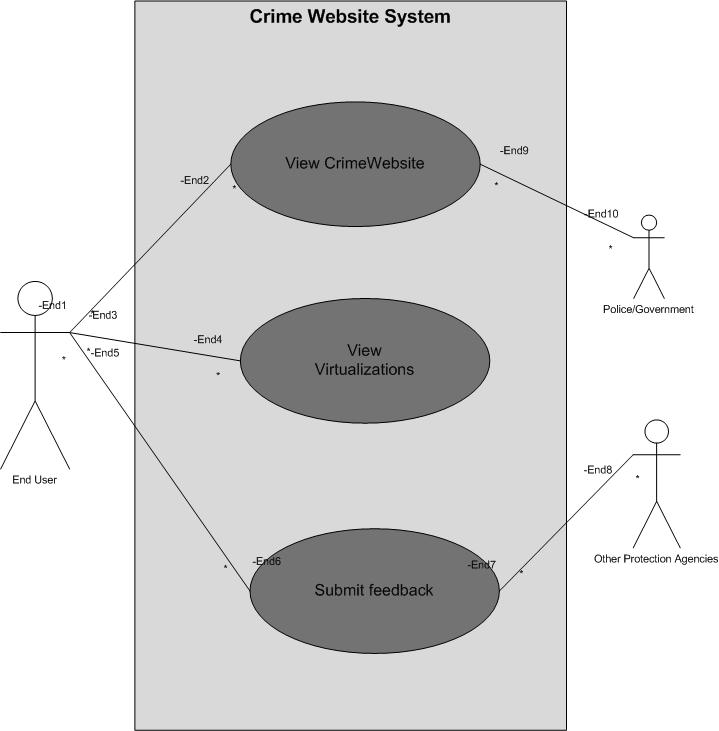 Crime Website System
-End9
View CrimeWebsite
-End2
*
*
-End10
*
-End1
-End3
*
Police/Government
-End4
*
-End5
*
View
Virtualizations
*
-End8
End User
*
-End6
-End7
Other Protection Agencies
*
*
Submit feedback